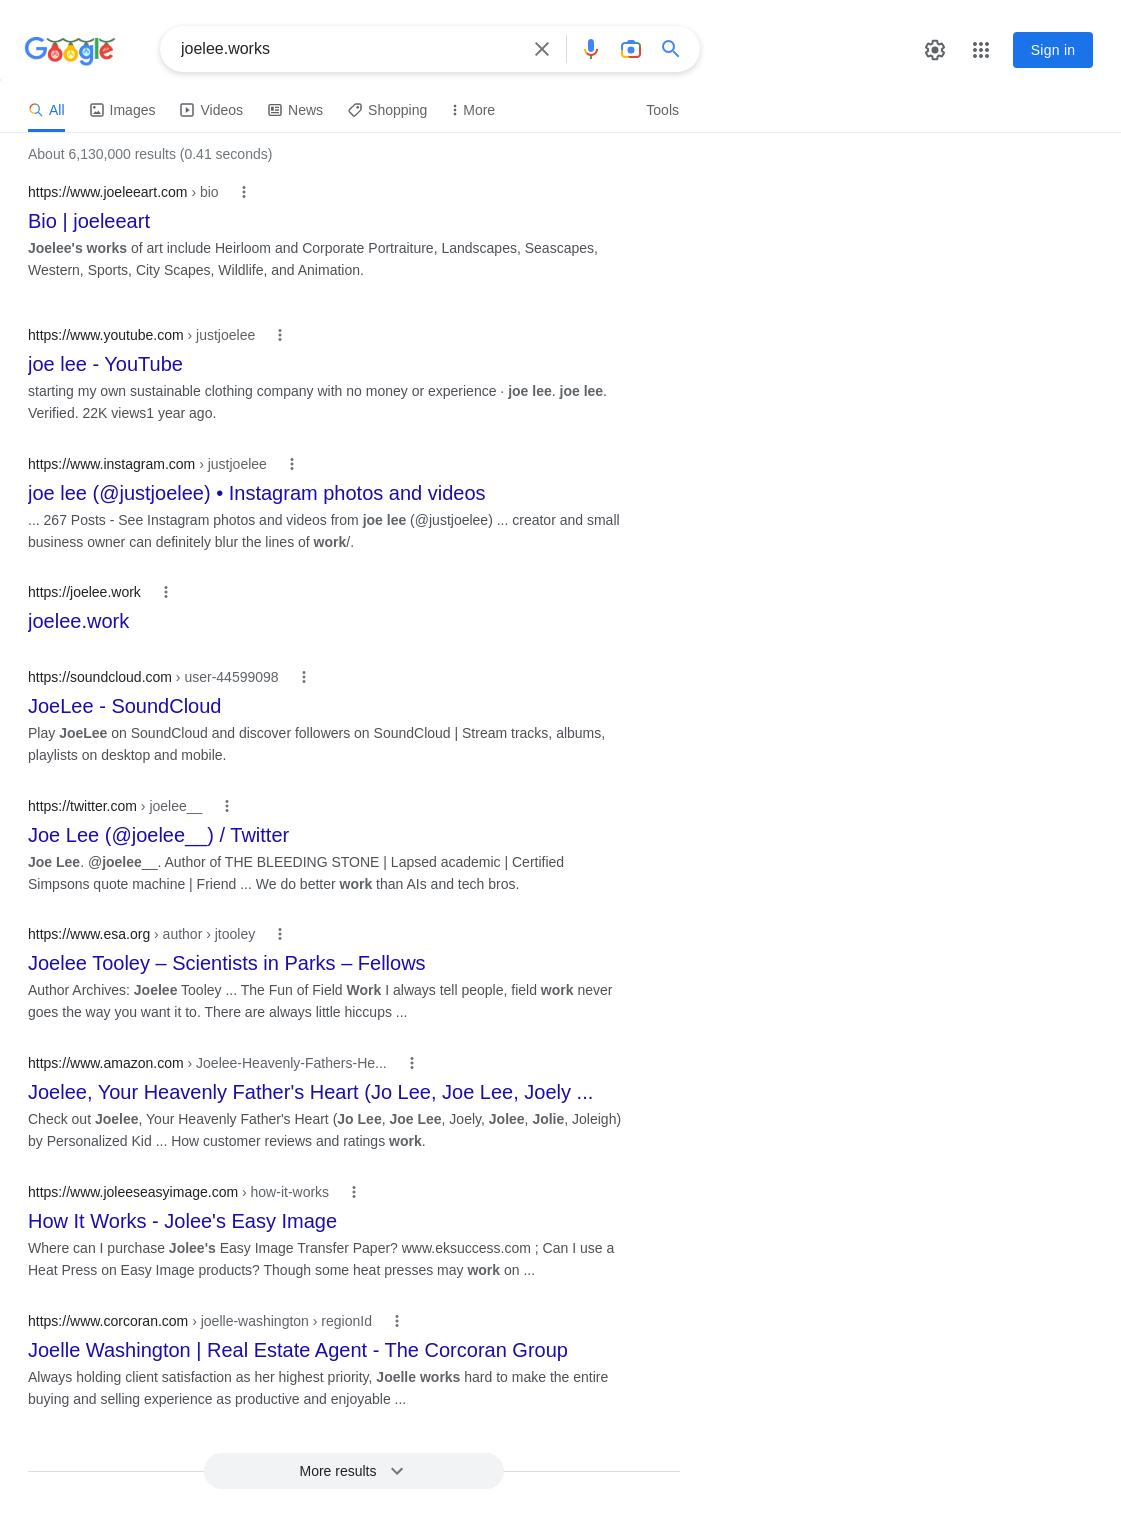 Google
joelee.works
Sign in
All
Images
Videos
News
Shopping
More
Tools
About 6,130,000 results (0.41 seconds)
https://www.joeleeart.com › bio
Bio | joeleeart
Joelee's works of art include Heirloom and Corporate Portraiture, Landscapes, Seascapes,
Western, Sports, City Scapes, Wildlife, and Animation.
https://www.youtube.com › justjoelee
joe lee - YouTube
starting my own sustainable clothing company with no money or experience · joe lee. joe lee.
Verified. 22K views1 year ago.
https://www.instagram.com › justjoelee
joe lee (@justjoelee) • Instagram photos and videos
... 267 Posts - See Instagram photos and videos from joe lee (@justjoelee) ... creator and small
business owner can definitely blur the lines of work/.
https://joelee.work
joelee.work
https://soundcloud.com › user-44599098
JoeLee - SoundCloud
Play JoeLee on SoundCloud and discover followers on SoundCloud | Stream tracks, albums,
playlists on desktop and mobile.
https://twitter.com › joelee__
Joe Lee (@joelee__) / Twitter
Joe Lee. @joelee__. Author of THE BLEEDING STONE | Lapsed academic | Certified
Simpsons quote machine | Friend ... We do better work than AIs and tech bros.
https://www.esa.org › author › jtooley
Joelee Tooley – Scientists in Parks – Fellows
Author Archives: Joelee Tooley ... The Fun of Field Work I always tell people, field work never
goes the way you want it to. There are always little hiccups ...
https://www.amazon.com › Joelee-Heavenly-Fathers-He...
Joelee, Your Heavenly Father's Heart (Jo Lee, Joe Lee, Joely ...
Check out Joelee, Your Heavenly Father's Heart (Jo Lee, Joe Lee, Joely, Jolee, Jolie, Joleigh)
by Personalized Kid ... How customer reviews and ratings work.
https://www.joleeseasyimage.com › how-it-works
How It Works - Jolee's Easy Image
Where can I purchase Jolee's Easy Image Transfer Paper? www.eksuccess.com ; Can I use a
Heat Press on Easy Image products? Though some heat presses may work on ...
https://www.corcoran.com › joelle-washington › regionId
Joelle Washington | Real Estate Agent - The Corcoran Group
Always holding client satisfaction as her highest priority, Joelle works hard to make the entire
buying and selling experience as productive and enjoyable ...
More results